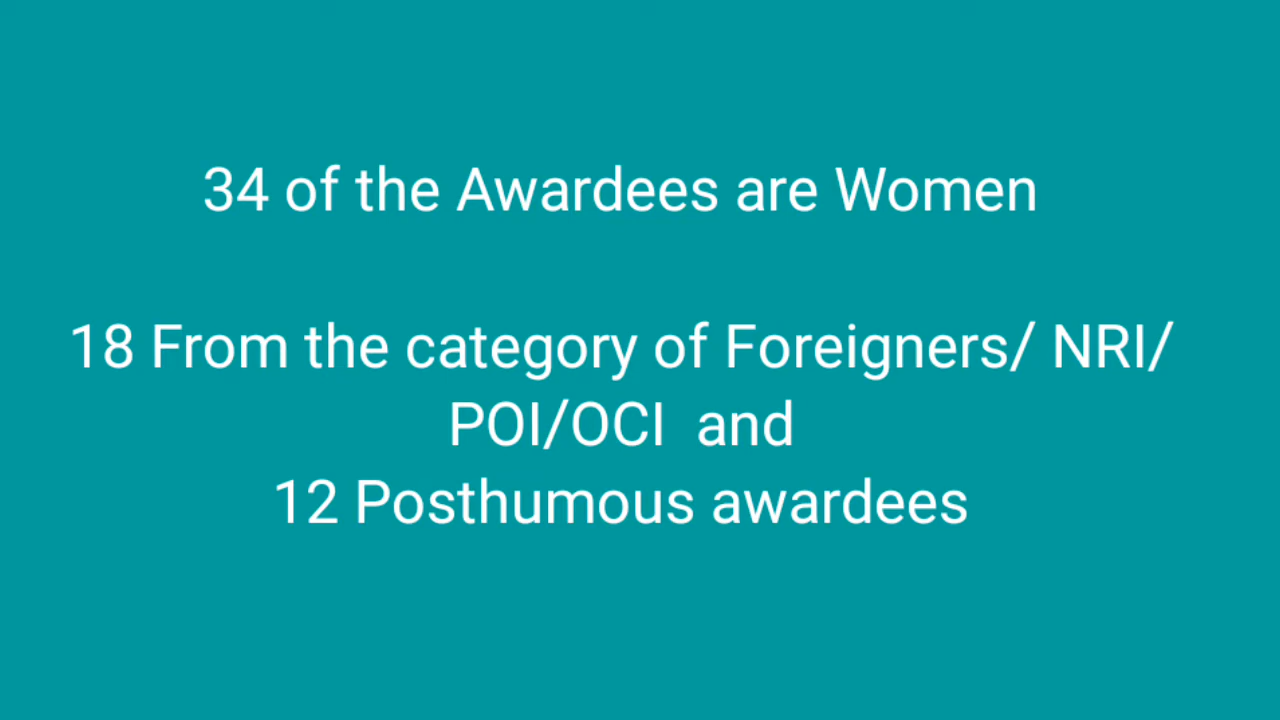 34 of the Awardees are Women
18 From the category of Foreigners/ NRI/
POI/OCI  and
12 Posthumous awardees